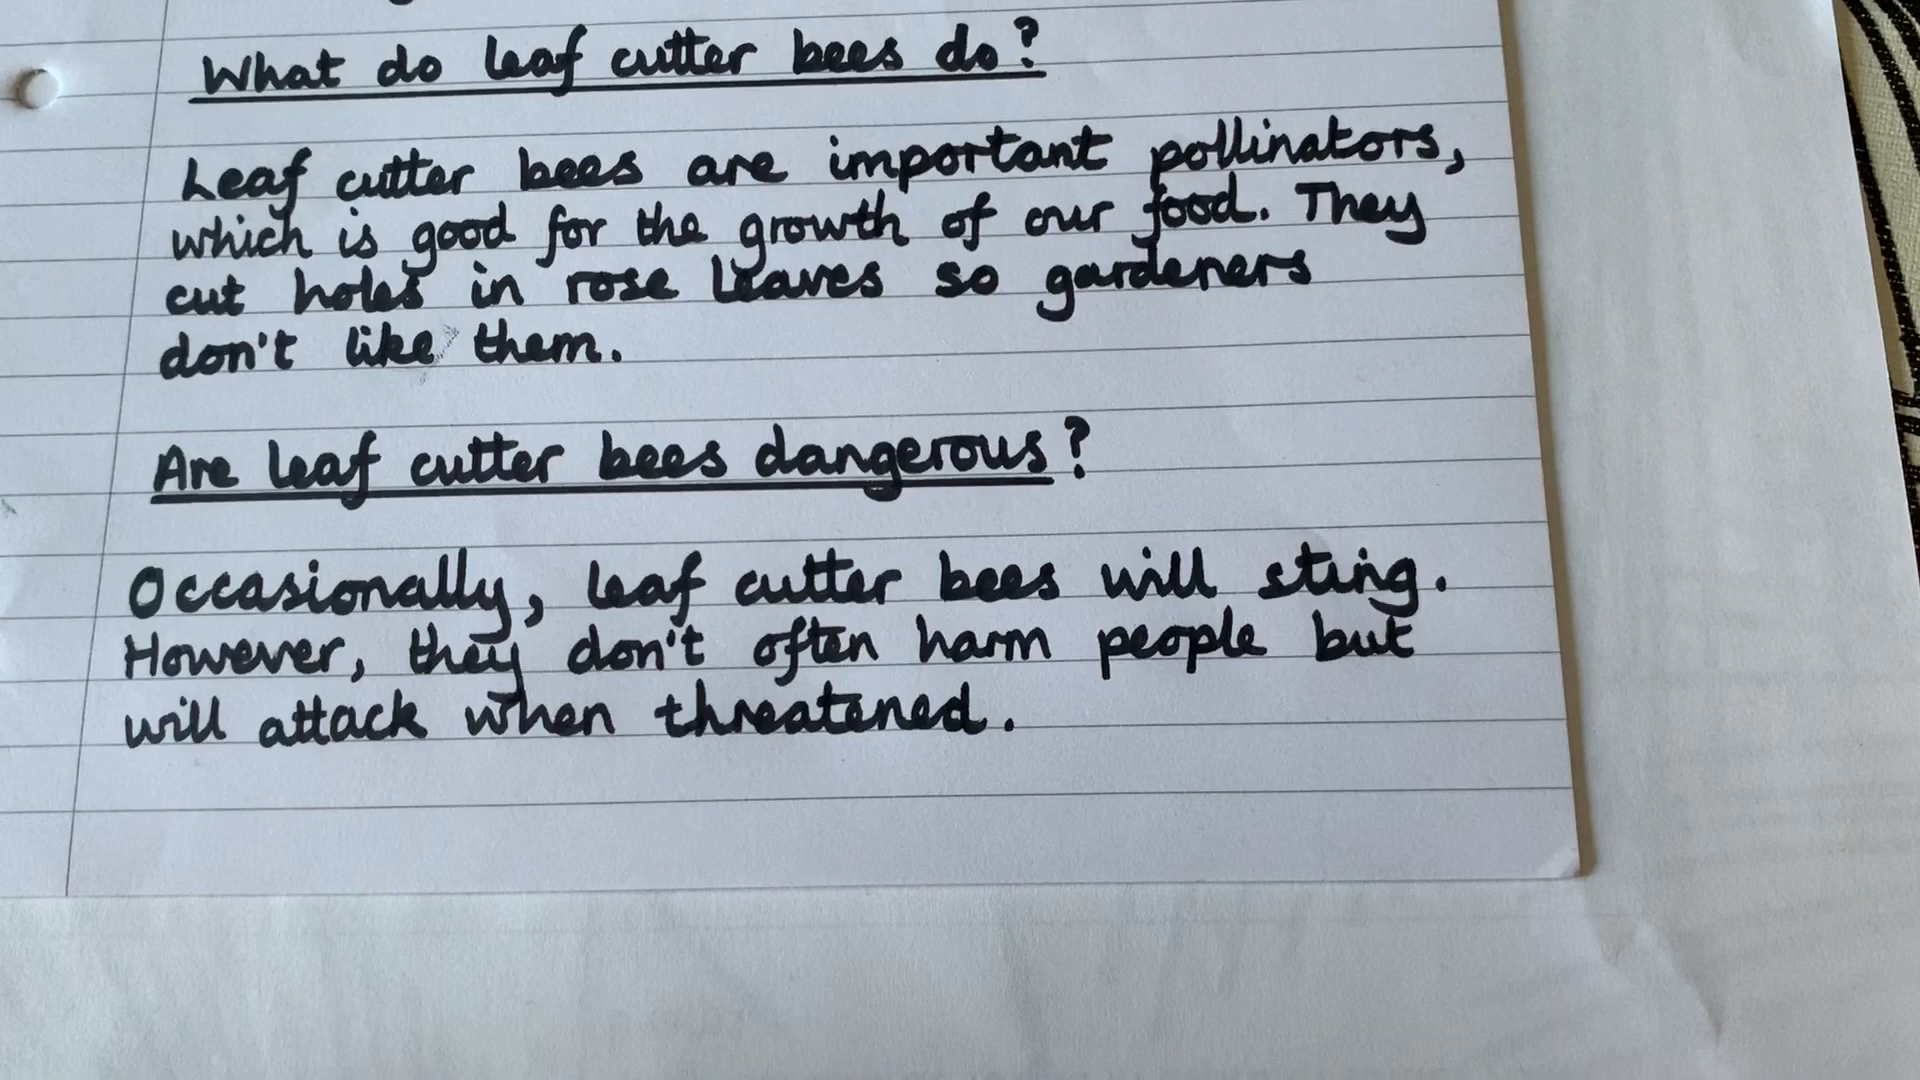 What do leaf cutter bees do?
Leaf cutter bees are important pollinators,
which is good for the growth of our food. They
cut holes in rose leaves so gardeners
don't like them.
Are leaf cutter bees dangerous?
Occasionally, leaf cutter bees will sting.
However, they don't often harm people but
will attack when threatened.